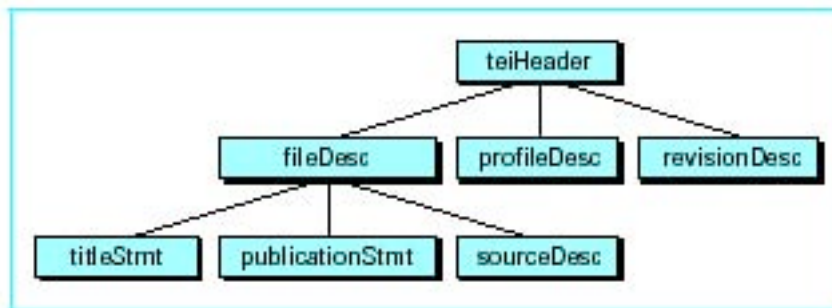 teiHeader
fileDesc profileDesc revisionDesc
titleStmt publicationStmt sourceDesc